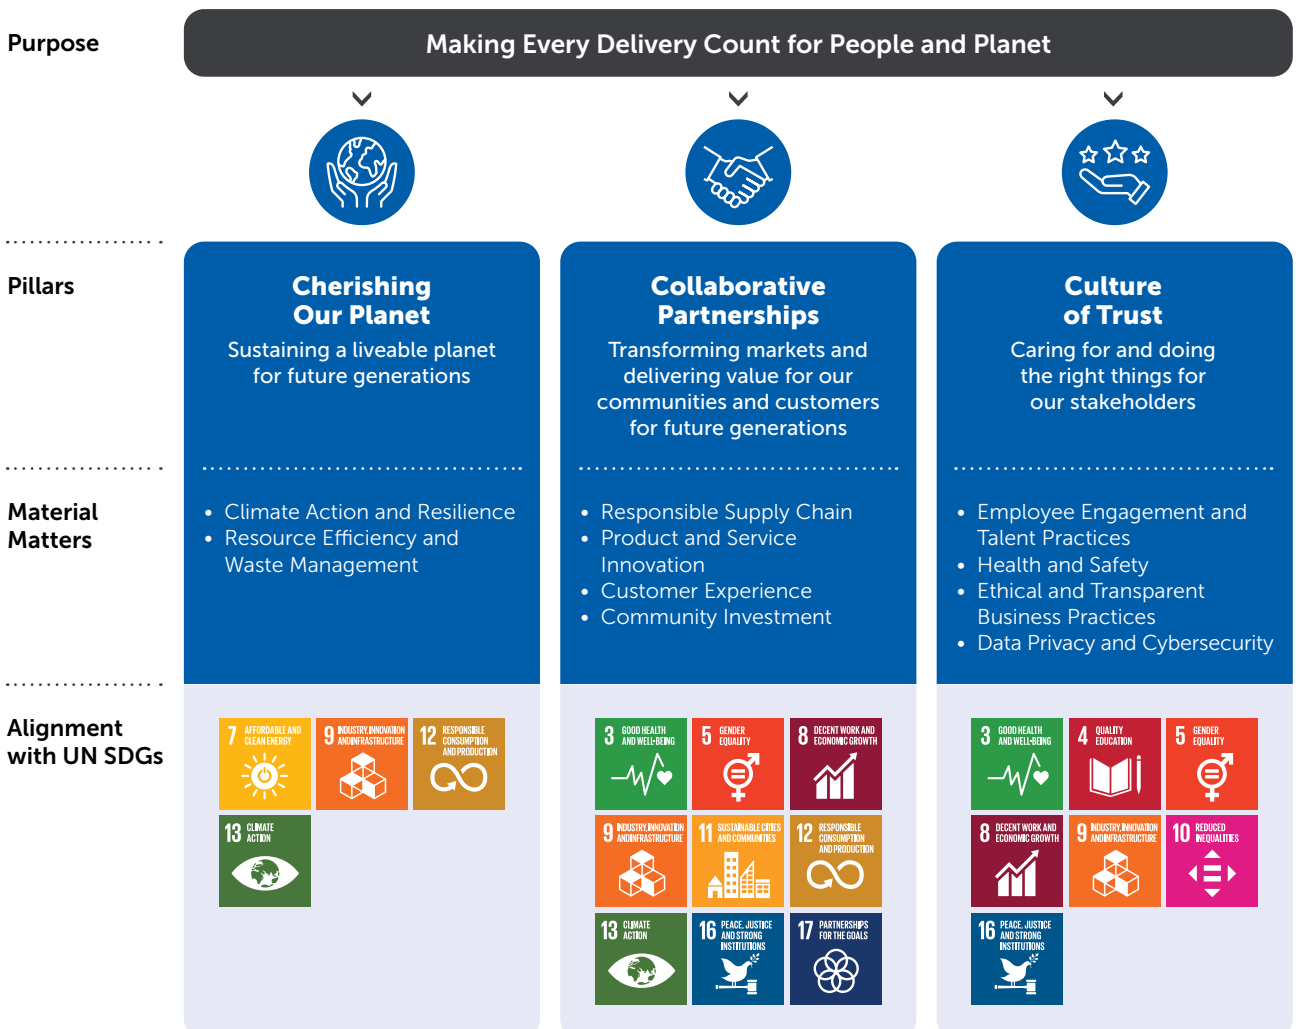 Purpose
Making Every Delivery Count for People and Planet
Pillars
Cherishing
Our Planet
Sustaining a liveable planet
for future generations
Collaborative
Partnerships
Transforming markets and
delivering value for our
communities and customers
for future generations
Culture
of Trust
Caring for and doing
the right things for
our stakeholders
Material
Matters
• Climate Action and Resilience
• Resource Efficiency and
Waste Management
• Responsible Supply Chain
• Product and Service
Innovation
• Customer Experience
• Community Investment
• Employee Engagement and
Talent Practices
• Health and Safety
• Ethical and Transparent
Business Practices
• Data Privacy and Cybersecurity
Alignment
with UN SDGs
7 AFFORDABLE AND
CLEAN ENERGY
9 INDUSTRY, INNOVATION
AND INFRASTRUCTURE
12 RESPONSIBLE
CONSUMPTION
AND PRODUCTION
13 CLIMATE
ACTION
3 GOOD HEALTH
AND WELL-BEING
5 GENDER
EQUALITY
8 DECENT WORK AND
ECONOMIC GROWTH
9 INDUSTRY, INNOVATION
AND INFRASTRUCTURE
11 SUSTAINABLE CITIES
AND COMMUNITIES
12 RESPONSIBLE
CONSUMPTION
AND PRODUCTION
13 CLIMATE
ACTION
16 PEACE, JUSTICE
AND STRONG
INSTITUTIONS
17 PARTNERSHIPS
FOR THE GOALS
3 GOOD HEALTH
AND WELL-BEING
4 QUALITY
EDUCATION
5 GENDER
EQUALITY
8 DECENT WORK AND
ECONOMIC GROWTH
9 INDUSTRY, INNOVATION
AND INFRASTRUCTURE
10 REDUCED
INEQUALITIES
16 PEACE, JUSTICE
AND STRONG
INSTITUTIONS